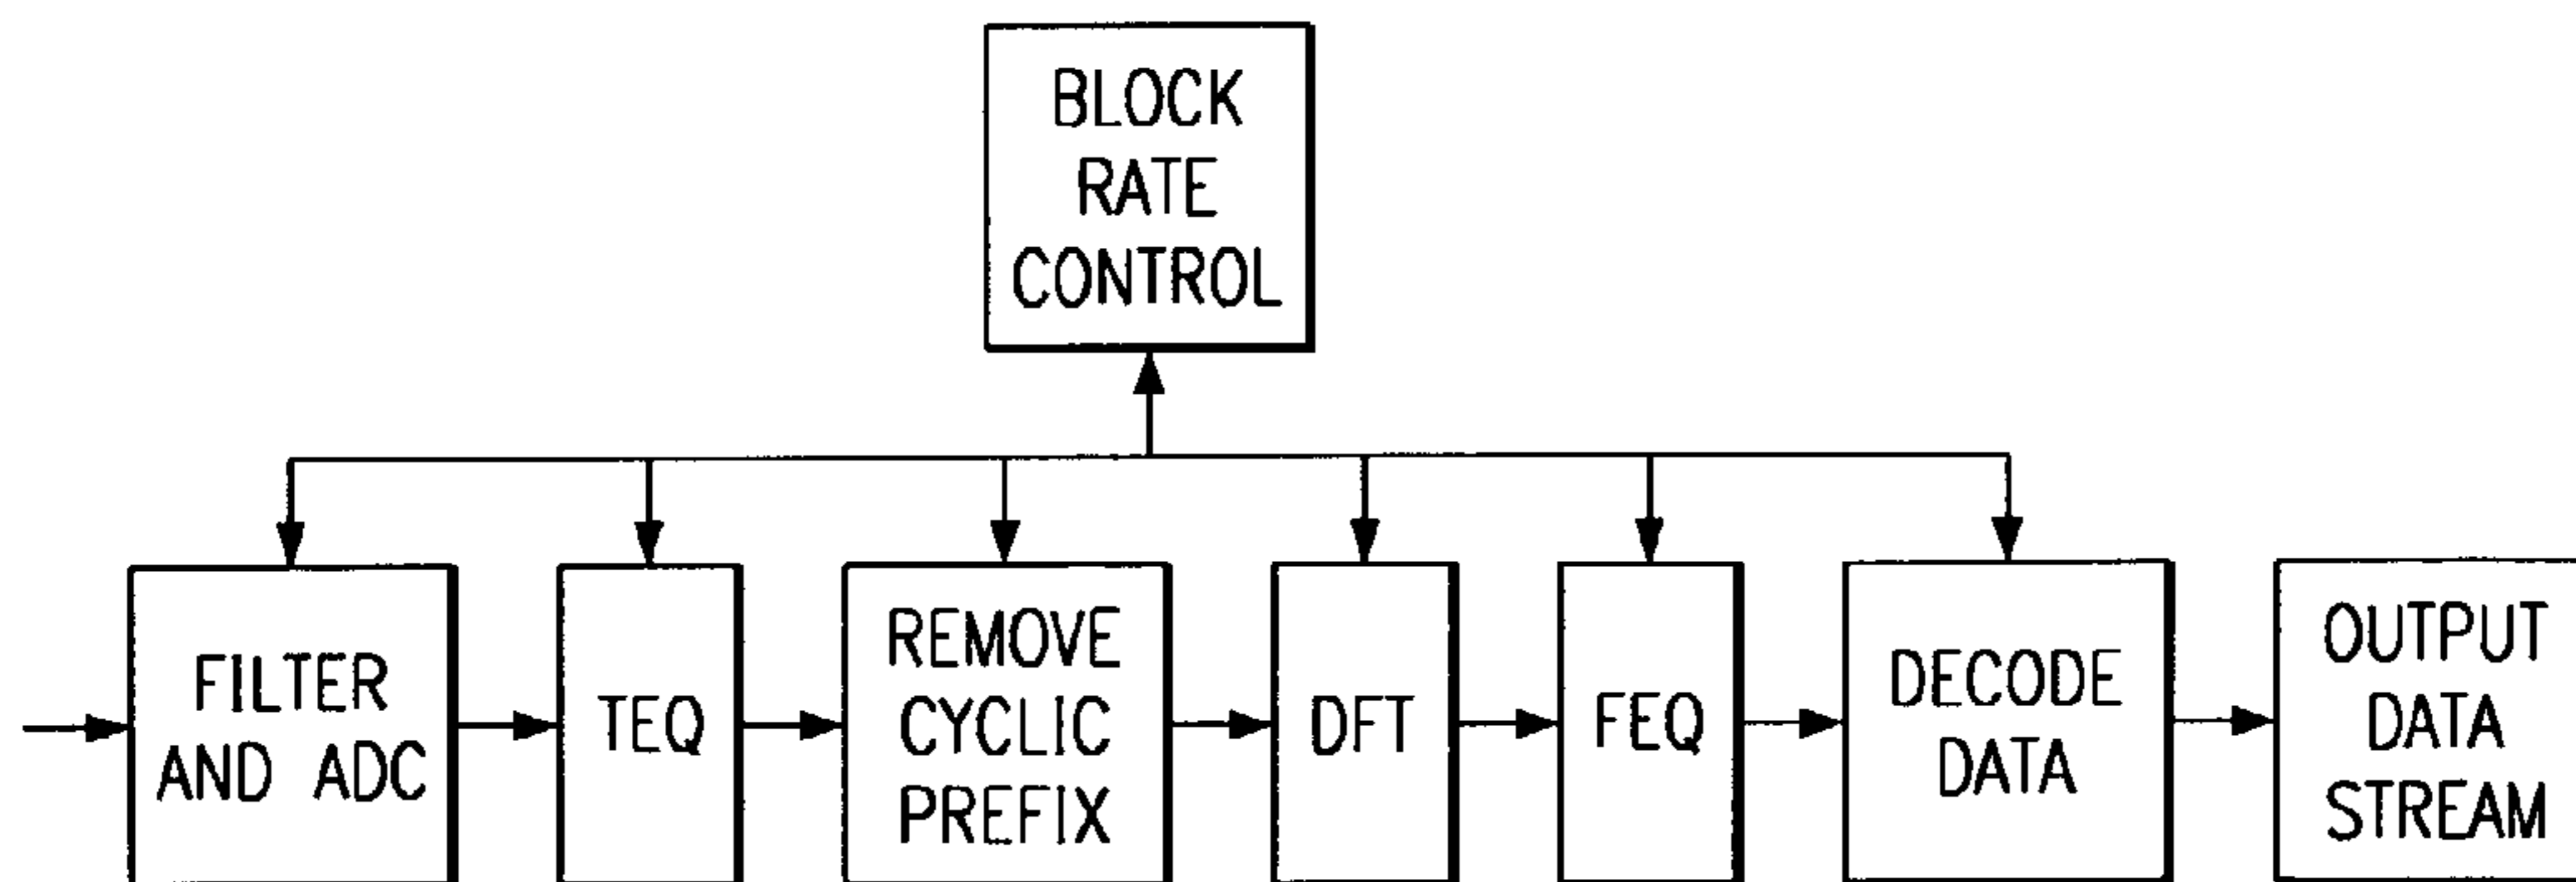 BLOCK
RATE
CONTROL
FILTER
AND ADC
TEQ
REMOVE
CYCLIC
PREFIX
DFT
FEQ
DECODE
DATA
OUTPUT
DATA
STREAM